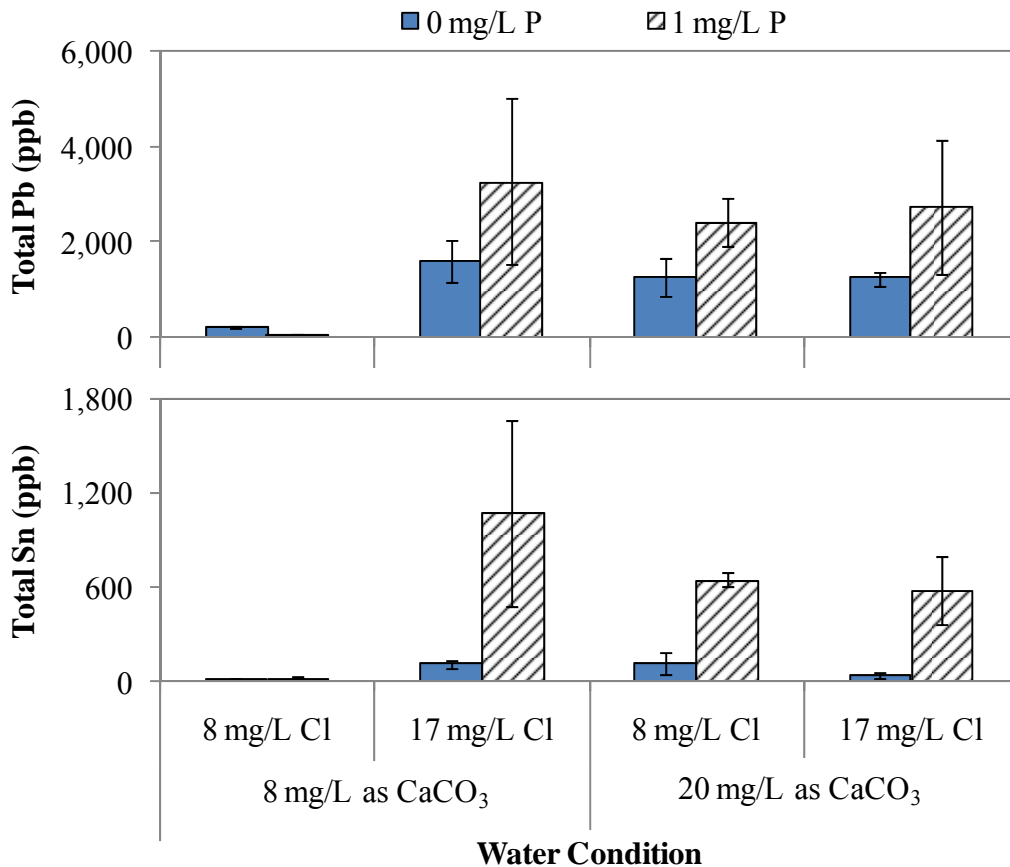 0 mg/L P 1 mg/L P
6,000
4,000
2,000
0
Total Pb (ppb)
1,800
1,200
600
0
Total Sn (ppb)
8 mg/L Cl 17 mg/L Cl 8 mg/L Cl 17 mg/L Cl
8 mg/L as CaCO₃ 20 mg/L as CaCO₃
Water Condition